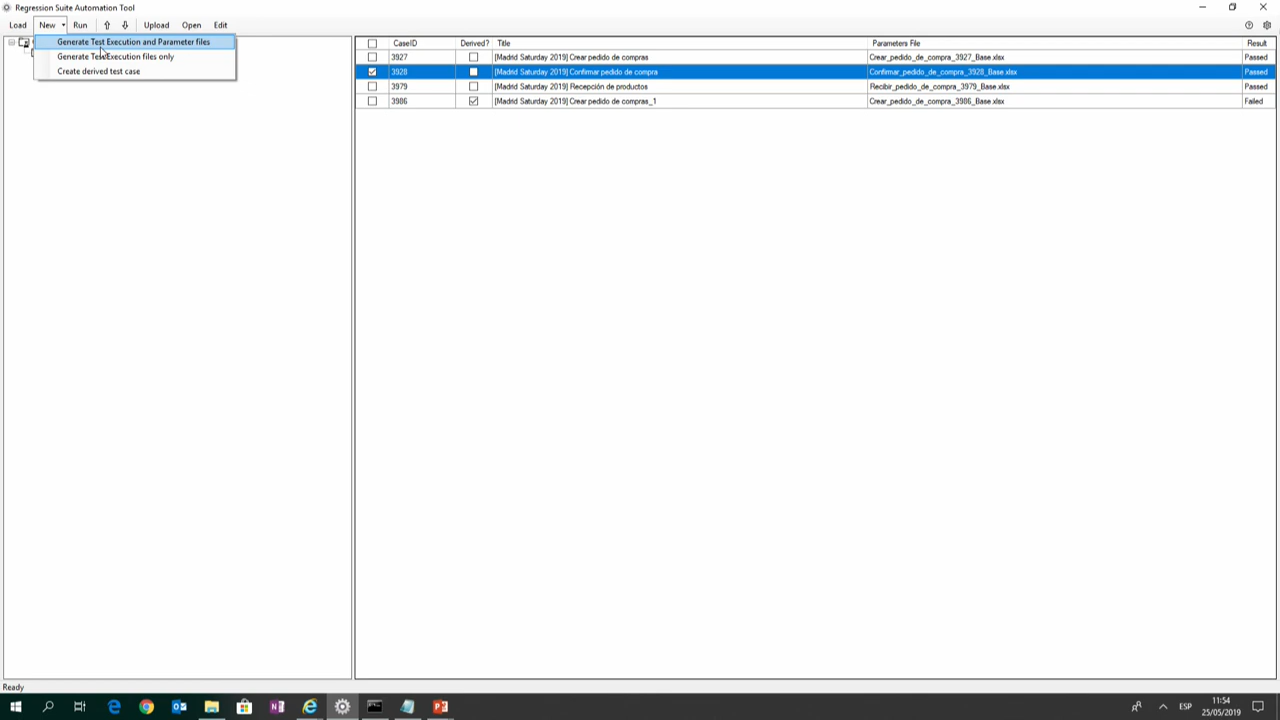 Regression Suite Automation Tool
Load New Run Upload Open Edit
Generate Test Execution and Parameter files
Generate Test Execution files only
Create derived test case
CaseID Derived? Title Parameters File Result
3927 [Madrid Saturday 2019] Crear pedido de compras Crear_pedido_de_compra_3927_Base.xlsx Passed
3928 [Madrid Saturday 2019] Confirmar pedido de compra Confirmar_pedido_de_compra_3928_Base.xlsx Passed
3979 [Madrid Saturday 2019] Recepción de productos Recibir_pedido_de_compra_3979_Base.xlsx Passed
3986 [Madrid Saturday 2019] Crear pedido de compras_1 Crear_pedido_de_compra_3986_Base.xlsx Failed
Ready
ESP
11:54
25/05/2019